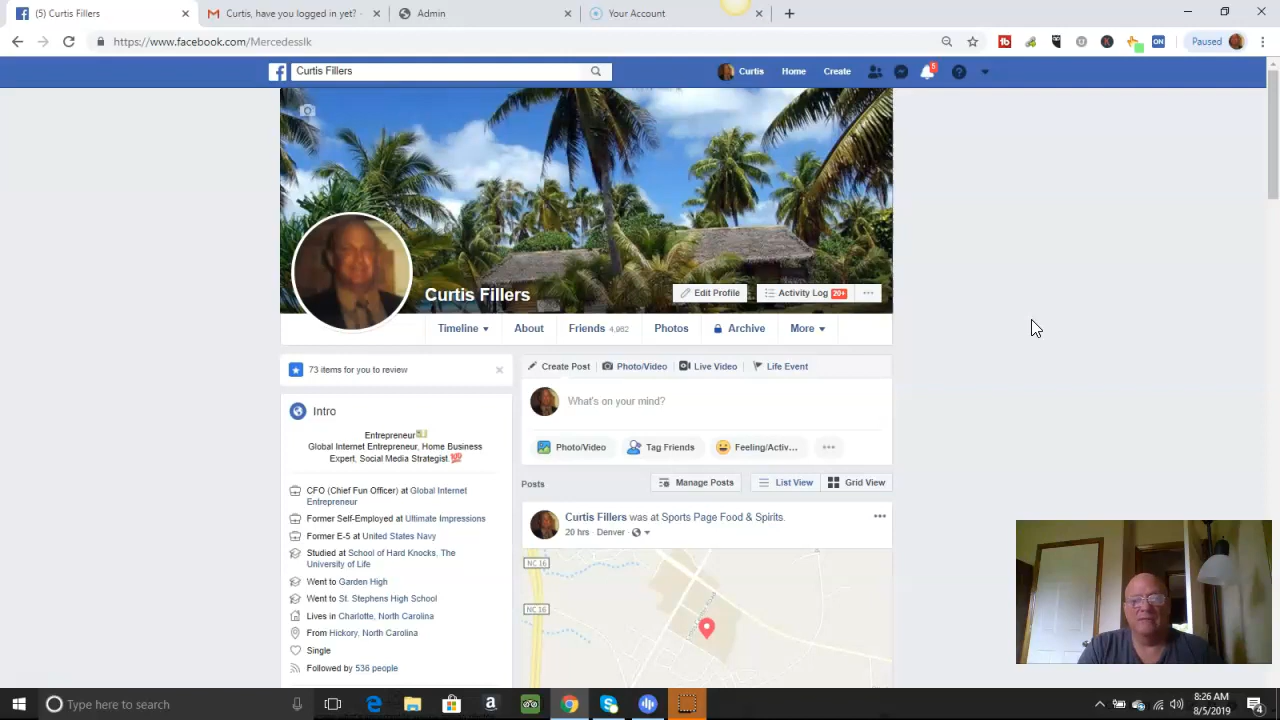 (5) Curtis Fillers
Curtis, have you logged in yet? -
Admin
Your Account
https://www.facebook.com/Mercedesslk
Paused
Curtis Fillers
Curtis
Home
Create
5
ON
Curtis Fillers
Edit Profile
Activity Log 20+
Timeline
About
Friends 4,962
Photos
Archive
More
73 items for you to review
Create Post
Photo/Video
Live Video
Life Event
What's on your mind?
Photo/Video
Tag Friends
Feeling/Activ...
Intro
Entrepreneur
Global Internet Entrepreneur, Home Business
Expert, Social Media Strategist
CFO (Chief Fun Officer) at Global Internet
Entrepreneur
Former Self-Employed at Ultimate Impressions
Former E-5 at United States Navy
Studied at School of Hard Knocks, The
University of Life
Went to Garden High
Went to St. Stephens High School
Lives in Charlotte, North Carolina
From Hickory, North Carolina
Single
Followed by 536 people
Posts
Manage Posts
List View
Grid View
Curtis Fillers was at Sports Page Food & Spirits.
20 hrs · Denver ·
NC 16
NC 16
Type here to search
8:26 AM
8/5/2019
4